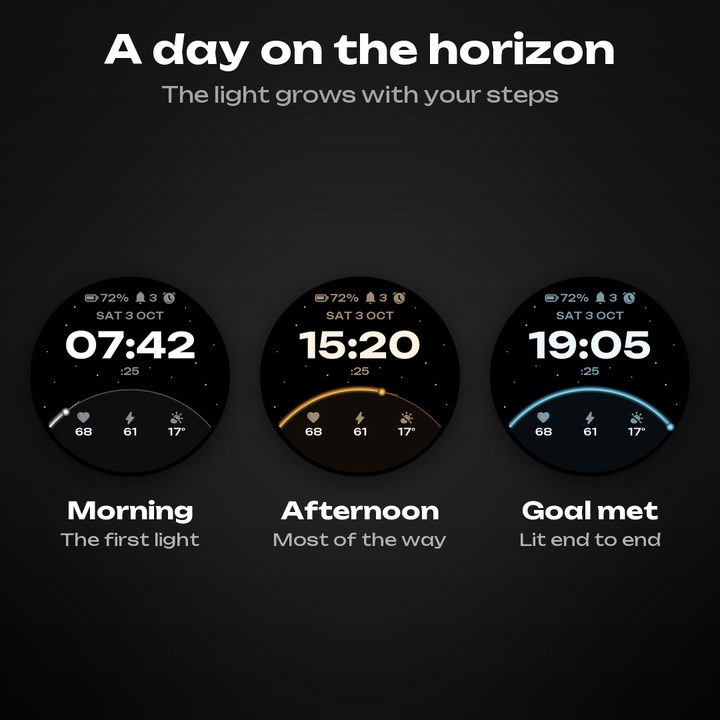 A day on the horizon
The light grows with your steps
72% 3
SAT 3 OCT
07:42
:25
68 61 17°
Morning
The first light
72% 3
SAT 3 OCT
15:20
:25
68 61 17°
Afternoon
Most of the way
72% 3
SAT 3 OCT
19:05
:25
68 61 17°
Goal met
Lit end to end